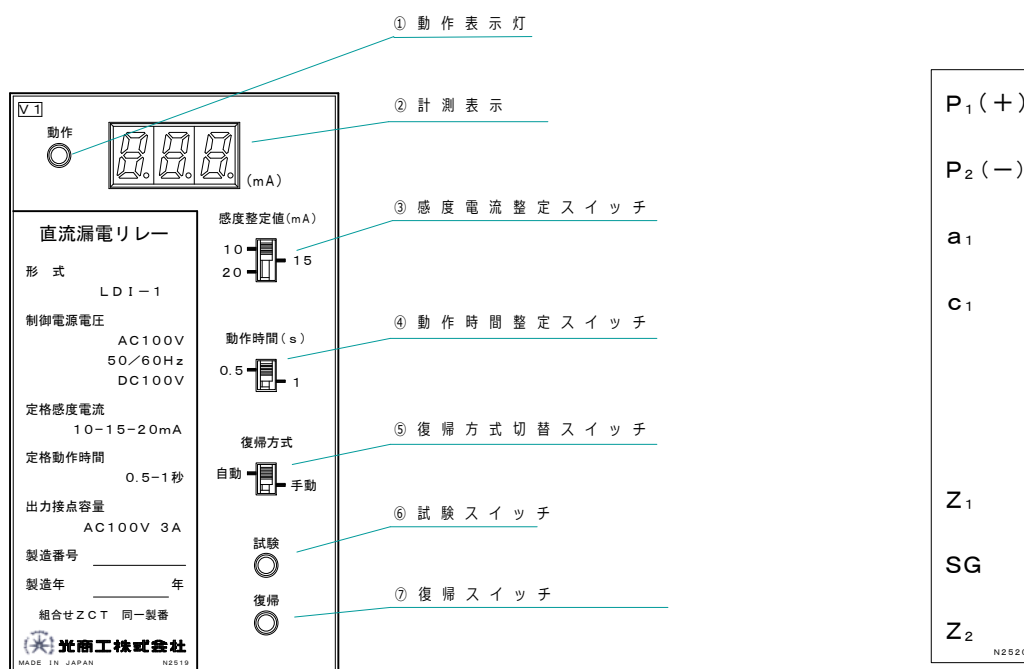 ① 動作表示灯
② 計測表示
③ 感度電流整定スイッチ
④ 動作時間整定スイッチ
⑤ 復帰方式切替スイッチ
⑥ 試験スイッチ
⑦ 復帰スイッチ
V1
動作
(mA)
直流漏電リレー
形 式
LDI-1
制御電源電圧
AC100V
50/60Hz
DC100V
定格感度電流
10-15-20mA
定格動作時間
0.5-1秒
出力接点容量
AC100V 3A
製造番号
製造年 年
組合せZCT 同一製番
光商工株式会社
MADE IN JAPAN N2519
感度整定値(mA)
10
15
20
動作時間(s)
0.5
1
復帰方式
自動
手動
試験
復帰
P₁(+)
P₂(-)
a₁
c₁
Z₁
SG
Z₂
N2520